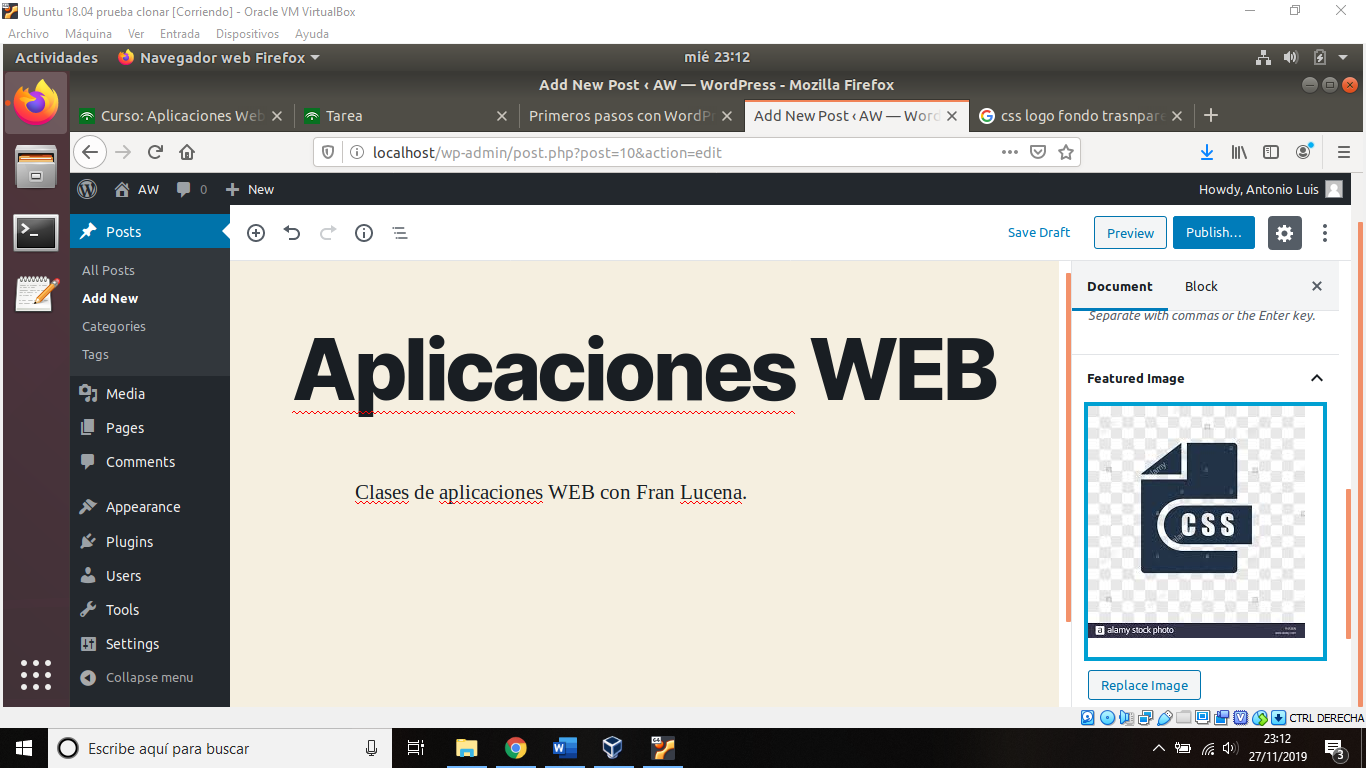 Ubuntu 18.04 prueba clonar [Corriendo] - Oracle VM VirtualBox
Archivo Máquina Ver Entrada Dispositivos Ayuda
Actividades Navegador web Firefox mié 23:12
Add New Post ‹ AW — WordPress - Mozilla Firefox
Curso: Aplicaciones Web Tarea Primeros pasos con WordPr Add New Post ‹ AW — Word css logo fondo trasnpare
localhost/wp-admin/post.php?post=10&action=edit
AW 0 New Howdy, Antonio Luis
Posts
All Posts
Add New
Categories
Tags
Media
Pages
Comments
Appearance
Plugins
Users
Tools
Settings
Collapse menu
Save Draft Preview Publish...
Aplicaciones WEB
Clases de aplicaciones WEB con Fran Lucena.
Document Block
Separate with commas or the Enter key.
Featured Image
alamy
CSS
a alamy stock photo
Replace Image
CTRL DERECHA
Escribe aquí para buscar
23:12
27/11/2019
3